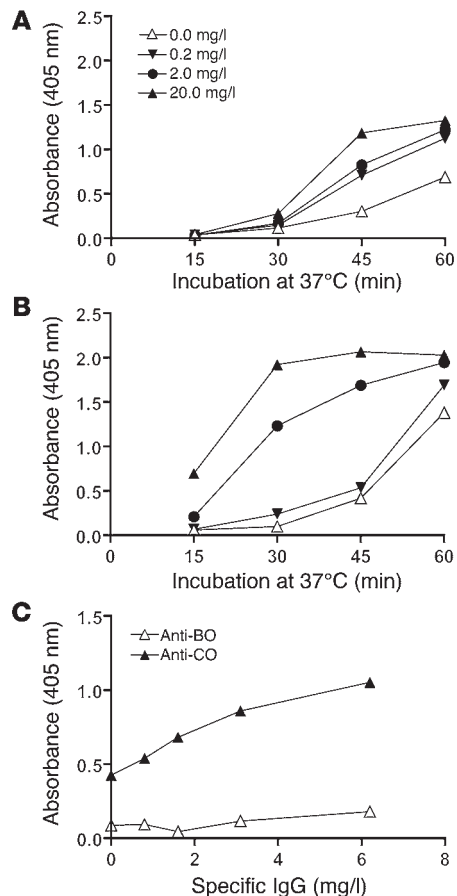 A
Absorbance (405 nm)
2.5
2.0
1.5
1.0
0.5
0.0
0.0 mg/l
0.2 mg/l
2.0 mg/l
20.0 mg/l
0 15 30 45 60
Incubation at 37°C (min)
B
Absorbance (405 nm)
2.5
2.0
1.5
1.0
0.5
0.0
0 15 30 45 60
Incubation at 37°C (min)
C
Absorbance (405 nm)
1.5
1.0
0.5
0.0
Anti-BO
Anti-CO
0 2 4 6 8
Specific IgG (mg/l)